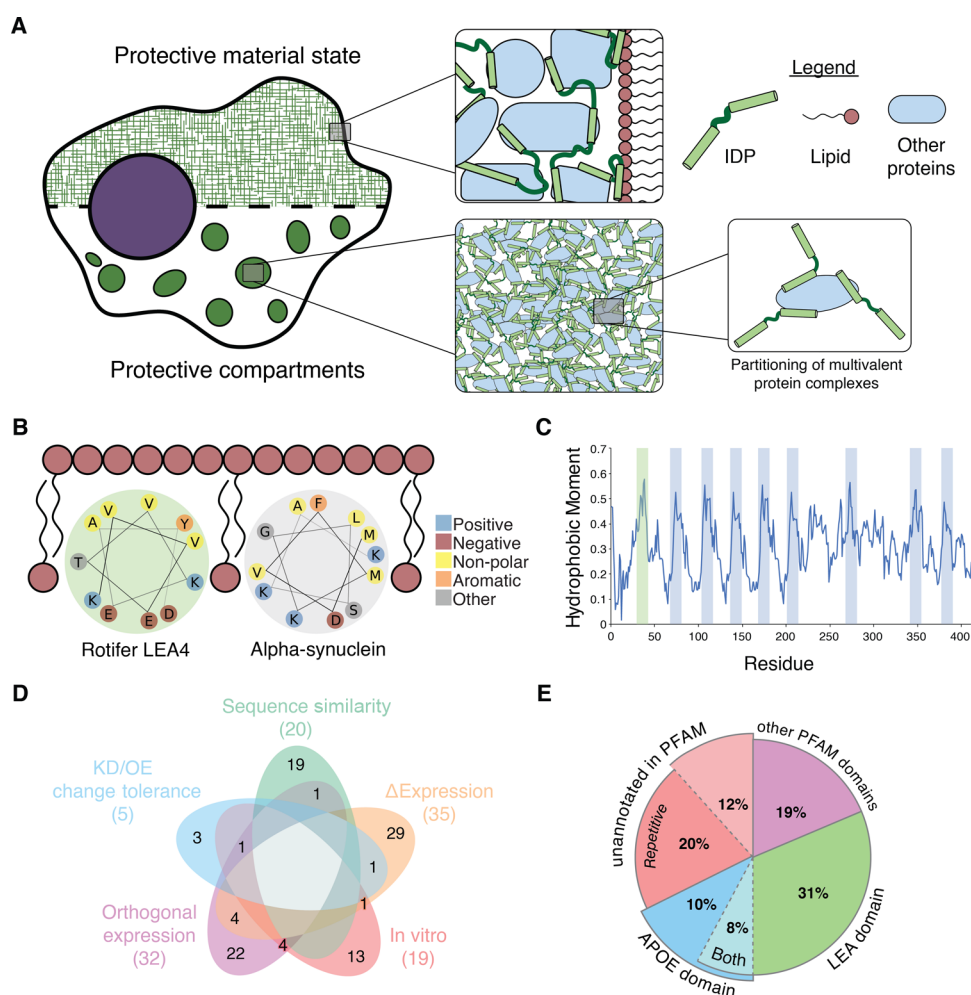 A
Protective material state
Protective compartments
Legend
IDP
Lipid
Other
proteins
Partitioning of multivalent
protein complexes
B
V
V
A
Y
V
T
K
K
E
E
D
Rotifer LEA4
A
F
L
G
M
K
V
M
K
S
K
D
Alpha-synuclein
Positive
Negative
Non-polar
Aromatic
Other
C
Hydrophobic Moment
0.7
0.6
0.5
0.4
0.3
0.2
0.1
0
0
50
100
150
200
250
300
350
400
Residue
D
Sequence similarity
(20)
KD/OE
change tolerance
(5)
ΔExpression
(35)
Orthogonal
expression
(32)
In vitro
(19)
19
1
29
3
1
1
1
4
4
22
13
E
unannotated in PFAM
other PFAM domains
12%
19%
Repetitive
20%
31%
10%
8%
Both
APOE domain
LEA domain